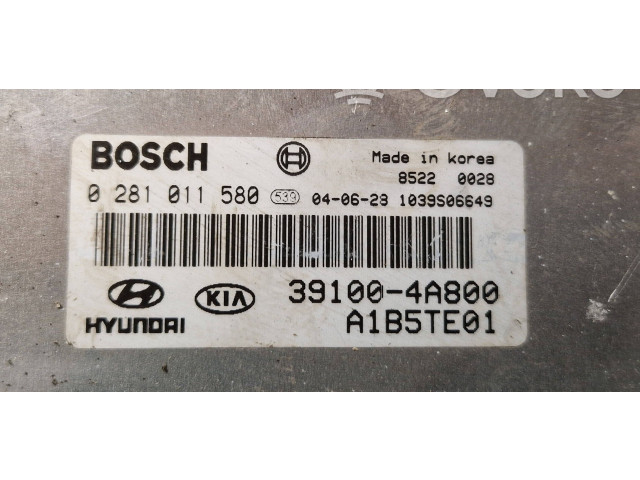 BOSCH
Made in korea
8522 0028
0 281 011 580 539 04-06-28 1039S06649
39100-4A800
HYUNDAI KIA
A1B5TE01